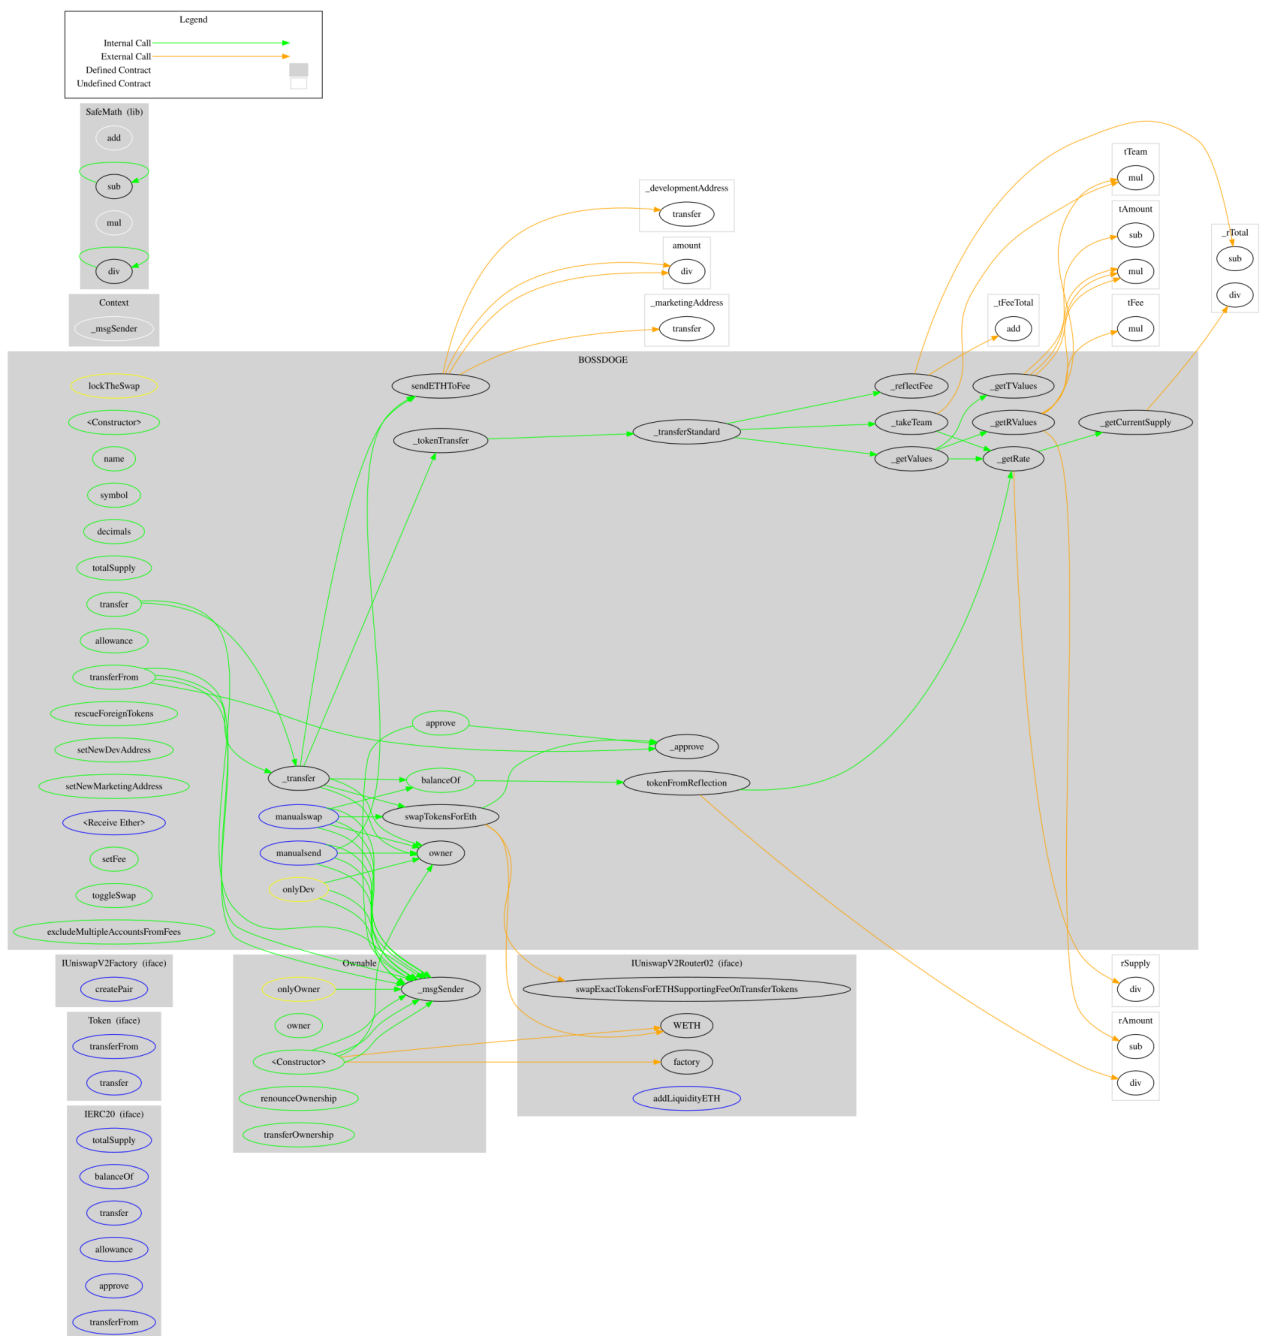 Legend
Internal Call
External Call
Defined Contract
Undefined Contract
SafeMath (lib)
add
sub
mul
div
Context
_msgSender
_developmentAddress
transfer
amount
div
_marketingAddress
transfer
_tFeeTotal
add
tTeam
mul
tAmount
sub
mul
tFee
mul
_rTotal
sub
div
BOSSDOGE
lockTheSwap
<Constructor>
name
symbol
decimals
totalSupply
transfer
allowance
transferFrom
rescueForeignTokens
setNewDevAddress
setNewMarketingAddress
<Receive Ether>
setFee
toggleSwap
excludeMultipleAccountsFromFees
_transfer
manualswap
manualsend
onlyDev
sendETHToFee
_tokenTransfer
approve
balanceOf
swapTokensForEth
owner
_transferStandard
_approve
tokenFromReflection
_reflectFee
_takeTeam
_getValues
_getTValues
_getRValues
_getRate
_getCurrentSupply
IUniswapV2Factory (iface)
createPair
Token (iface)
transferFrom
transfer
IERC20 (iface)
totalSupply
balanceOf
transfer
allowance
approve
transferFrom
Ownable
onlyOwner
owner
<Constructor>
renounceOwnership
transferOwnership
_msgSender
IUniswapV2Router02 (iface)
swapExactTokensForETHSupportingFeeOnTransferTokens
WETH
factory
addLiquidityETH
rSupply
div
rAmount
sub
div